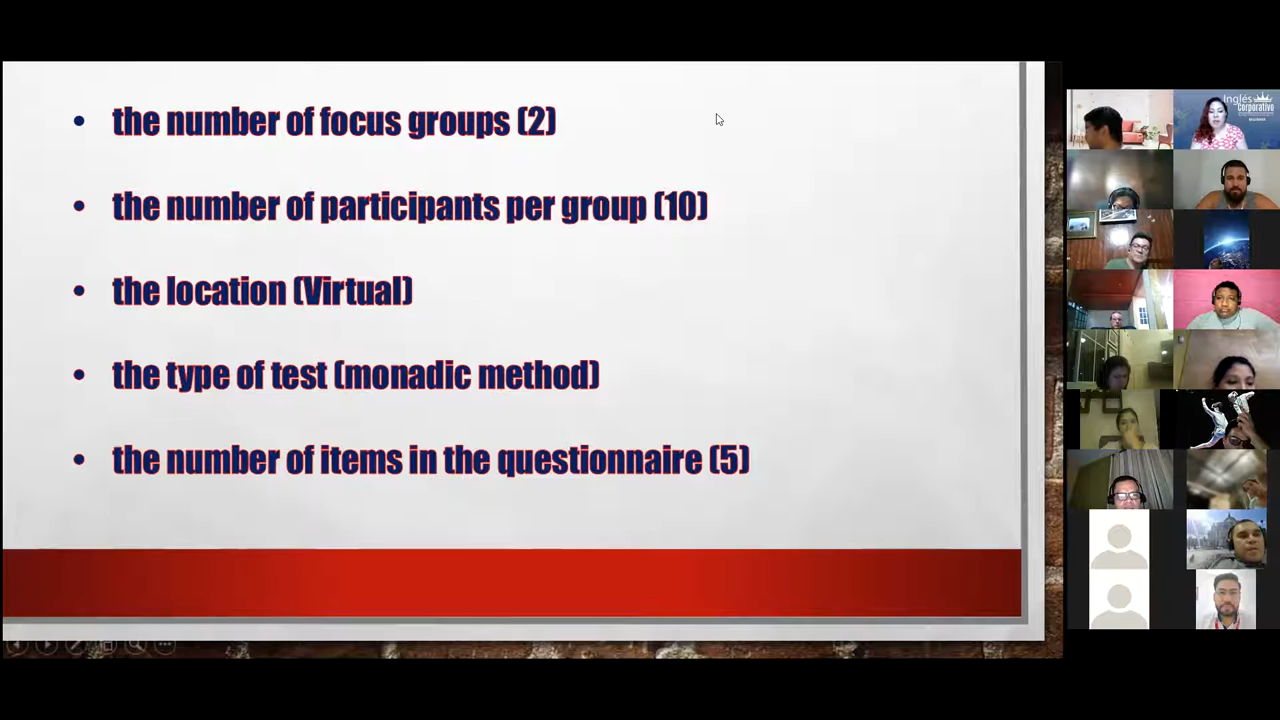 the number of focus groups (2)
the number of participants per group (10)
the location (Virtual)
the type of test (monadic method)
the number of items in the questionnaire (5)
Inglés
Corporativo